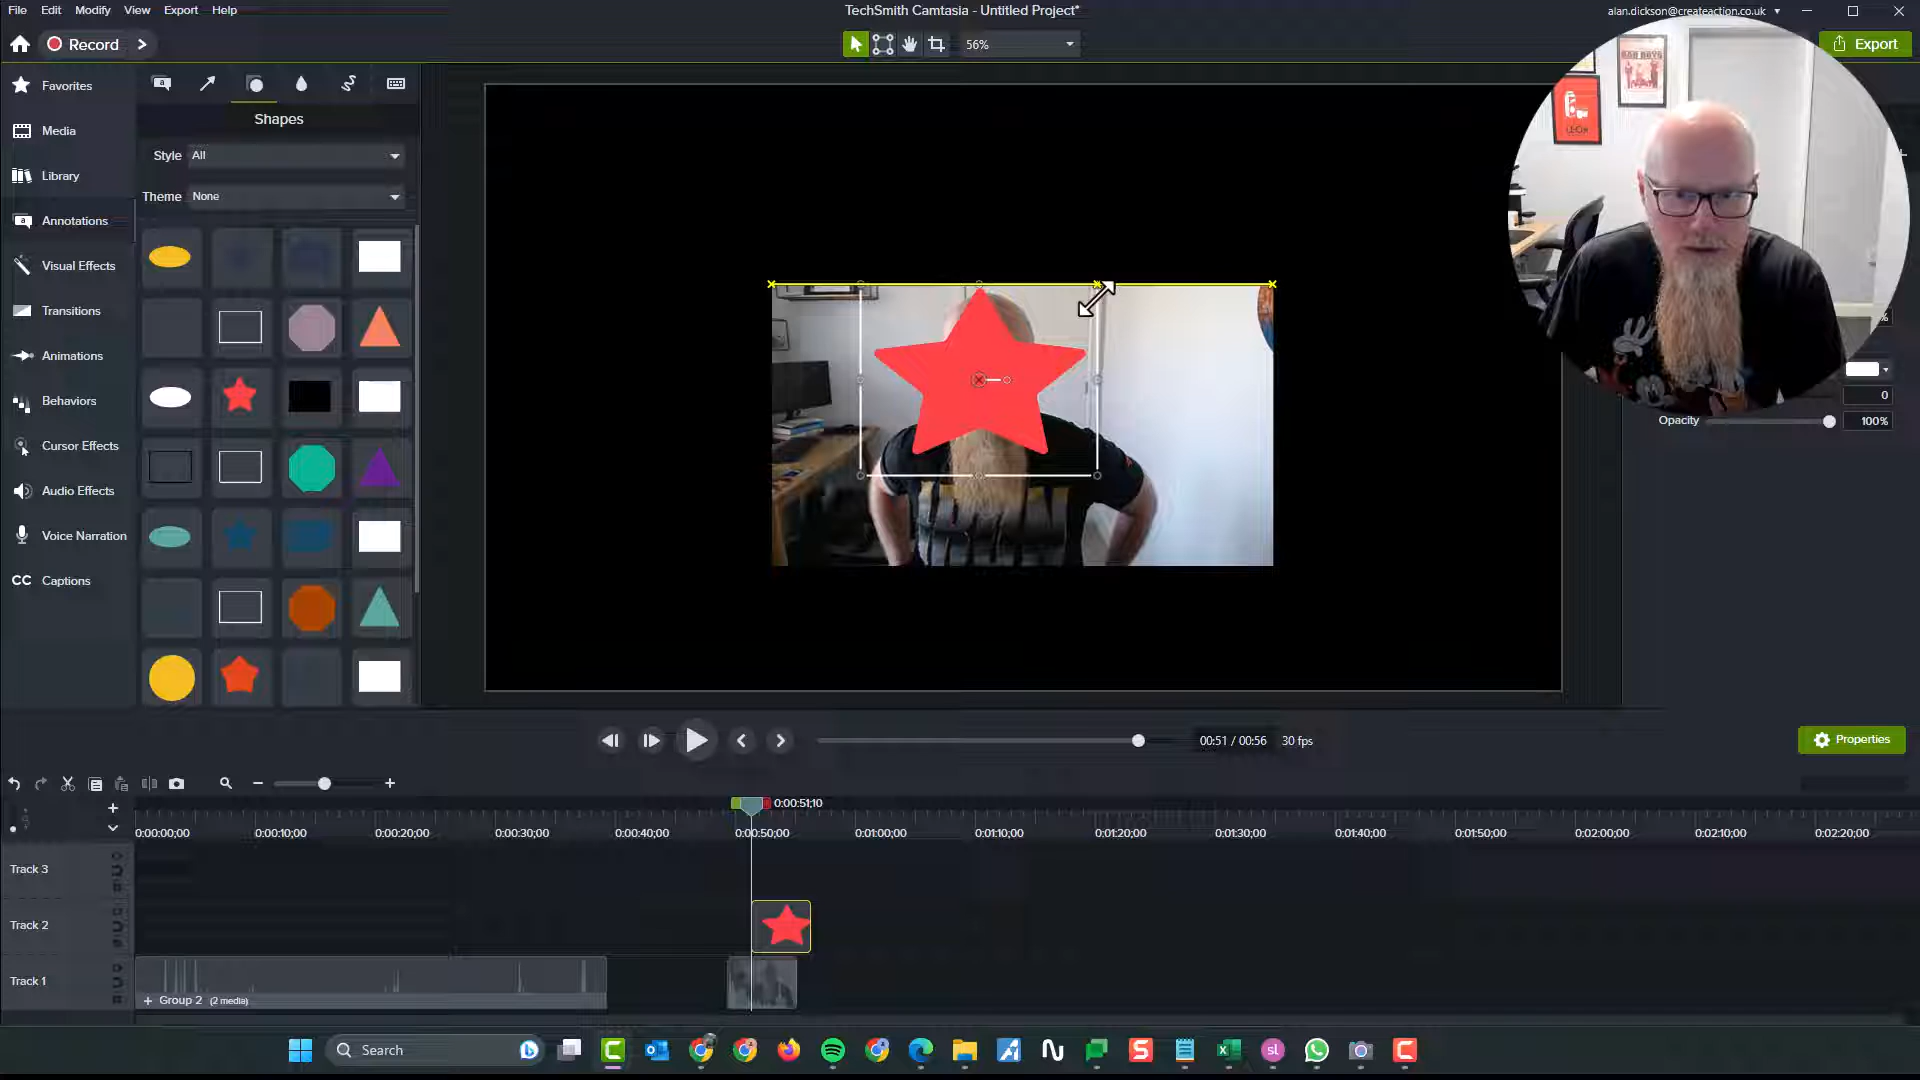 File Edit Modify View Export Help
TechSmith Camtasia - Untitled Project*
alan.dickson@createaction.co.uk
Record
56%
Export
Favorites
Media
Library
Annotations
Visual Effects
Transitions
Animations
Behaviors
Cursor Effects
Audio Effects
Voice Narration
CC Captions
Shapes
Style All
Theme None
BAD BOYS
%
0
Opacity 100%
00:51 / 00:56 30 fps
Properties
0:00:51;10
0:00:00;00 0:00:10;00 0:00:20;00 0:00:30;00 0:00:40;00 0:00:50;00 0:01:00;00 0:01:10;00 0:01:20;00 0:01:30;00 0:01:40;00 0:01:50;00 0:02:00;00 0:02:10;00 0:02:20;00
Track 3
Track 2
Track 1
+ Group 2 (2 media)
Search